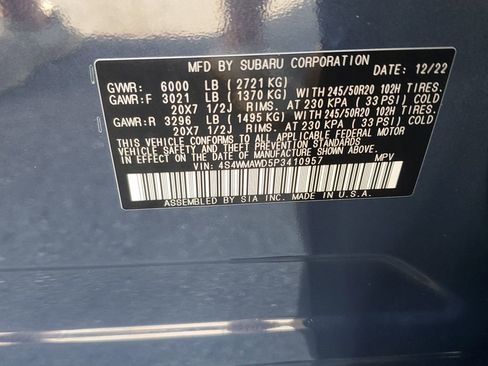 MFD BY SUBARU CORPORATION DATE: 12/22
GVWR: 6000 LB ( 2721 KG)
GAWR:F 3021 LB ( 1370 KG) WITH 245/50R20 102H TIRES.
20X7 1/2J RIMS. AT 230 KPA ( 33 PSI) COLD
GAWR:R 3296 LB ( 1495 KG) WITH 245/50R20 102H TIRES.
20X7 1/2J RIMS. AT 230 KPA ( 33 PSI) COLD
THIS VEHICLE CONFORMS TO ALL APPLICABLE FEDERAL MOTOR
VEHICLE SAFETY AND THEFT PREVENTION STANDARDS
IN EFFECT ON THE DATE OF MANUFACTURE SHOWN ABOVE.
VIN: 4S4WMAWD5P3410957 MPV
ASSEMBLED BY SIA INC. MADE IN U.S.A.